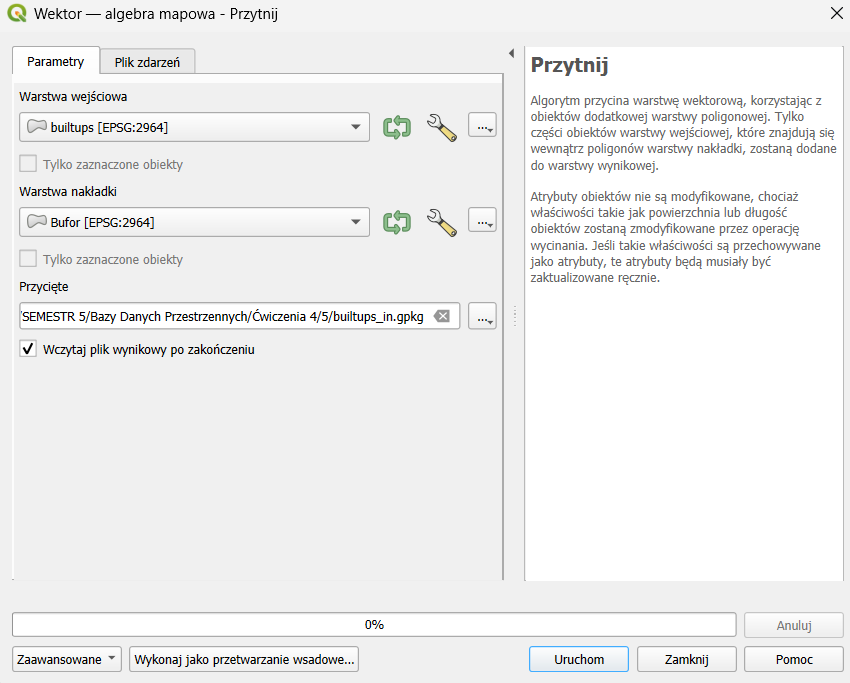 Wektor — algebra mapowa - Przytnij
Parametry
Plik zdarzeń
Warstwa wejściowa
builtups [EPSG:2964]
...
Tylko zaznaczone obiekty
Warstwa nakładki
Bufor [EPSG:2964]
...
Tylko zaznaczone obiekty
Przycięte
/SEMESTR 5/Bazy Danych Przestrzennych/Ćwiczenia 4/5/builtups_in.gpkg
...
Wczytaj plik wynikowy po zakończeniu
Przytnij
Algorytm przycina warstwę wektorową, korzystając z
obiektów dodatkowej warstwy poligonowej. Tylko
części obiektów warstwy wejściowej, które znajdują się
wewnątrz poligonów warstwy nakładki, zostaną dodane
do warstwy wynikowej.
Atrybuty obiektów nie są modyfikowane, chociaż
właściwości takie jak powierzchnia lub długość
obiektów zostaną zmodyfikowane przez operację
wycinania. Jeśli takie właściwości są przechowywane
jako atrybuty, te atrybuty będą musiały być
zaktualizowane ręcznie.
0%
Anuluj
Zaawansowane
Wykonaj jako przetwarzanie wsadowe...
Uruchom
Zamknij
Pomoc